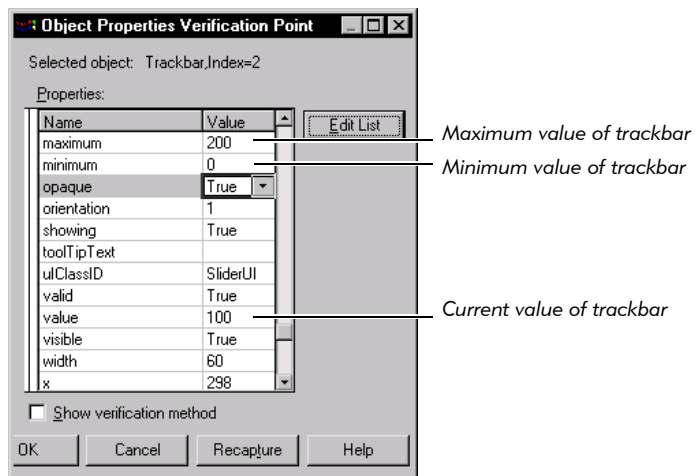 Object Properties Verification Point
Selected object: Trackbar,Index=2
Properties:
Name Value
maximum 200
minimum 0
opaque True
orientation 1
showing True
toolTipText
uIClassID SliderUI
valid True
value 100
visible True
width 60
x 298
Edit List
Maximum value of trackbar
Minimum value of trackbar
Current value of trackbar
Show verification method
OK Cancel Recapture Help